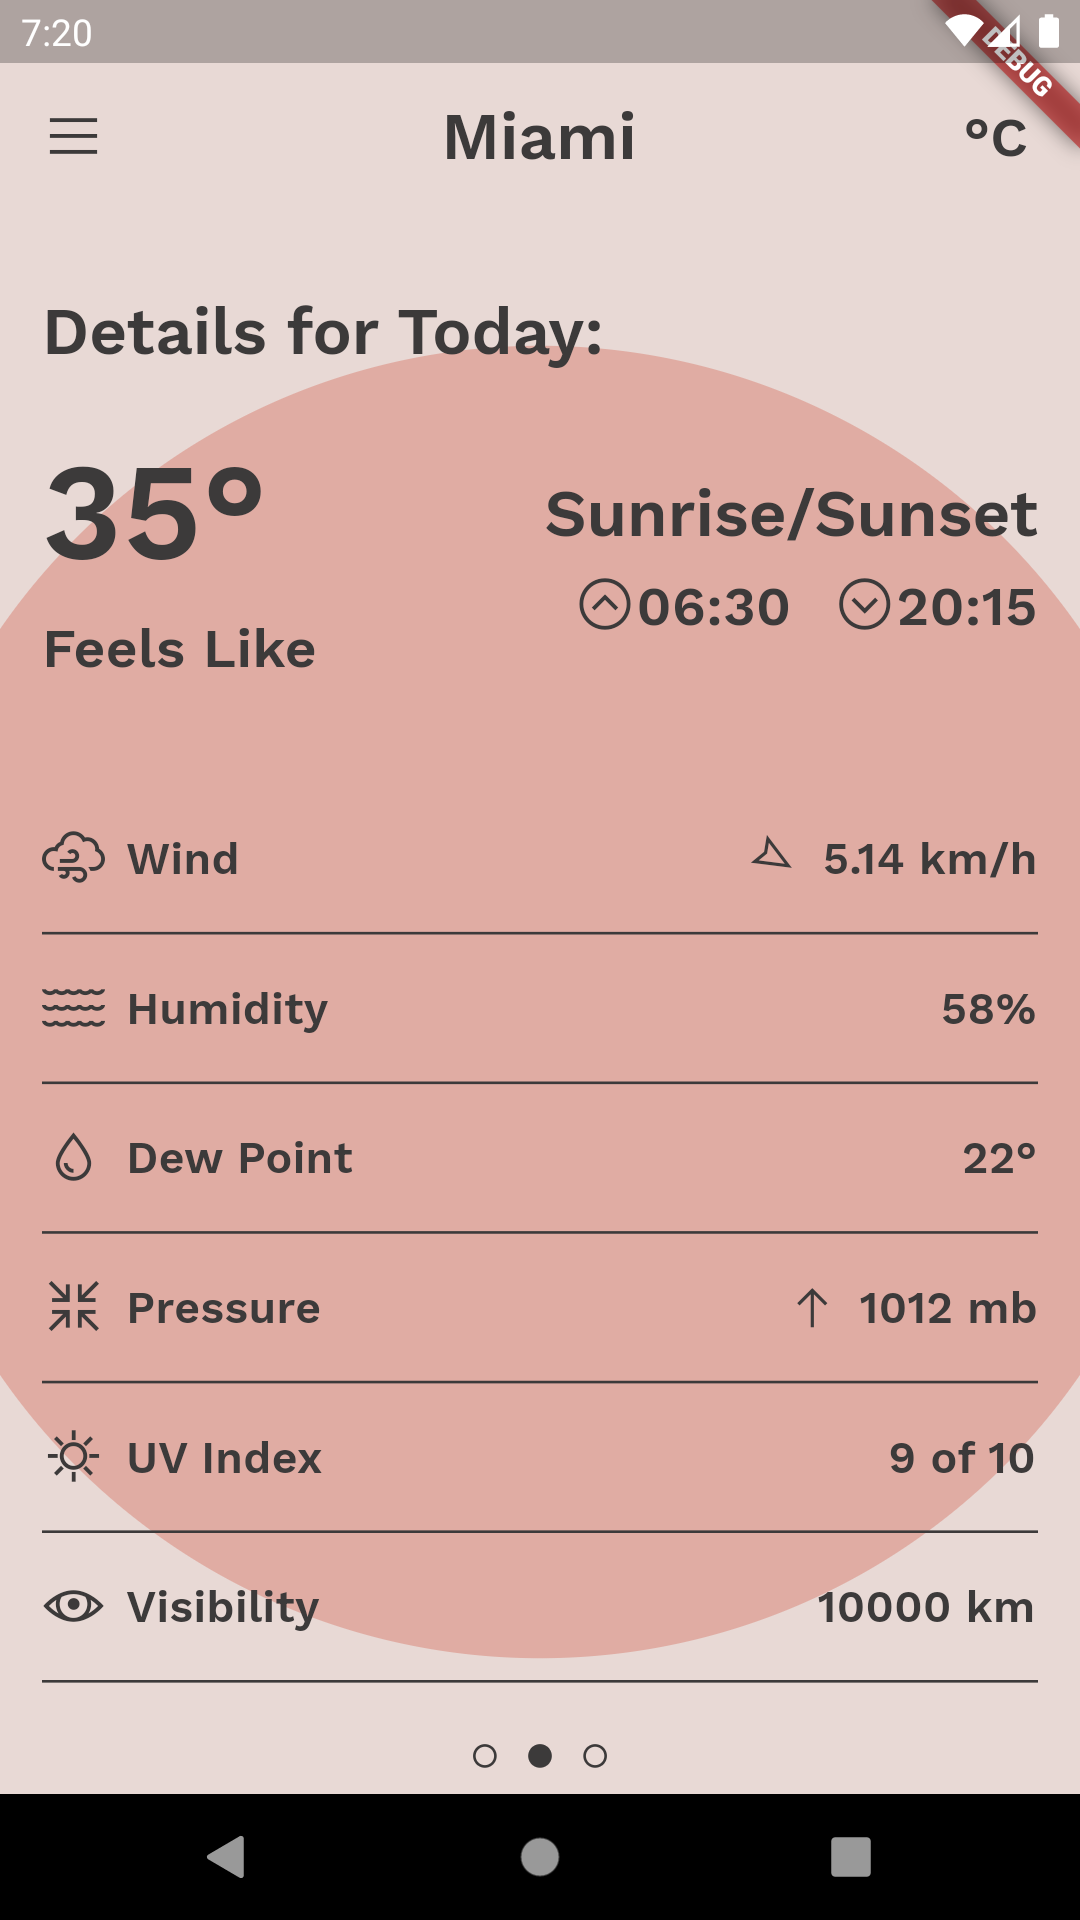 7:20
DEBUG
Miami
°C
Details for Today:
35°
Sunrise/Sunset
06:30 20:15
Feels Like
Wind 5.14 km/h
Humidity 58%
Dew Point 22°
Pressure 1012 mb
UV Index 9 of 10
Visibility 10000 km